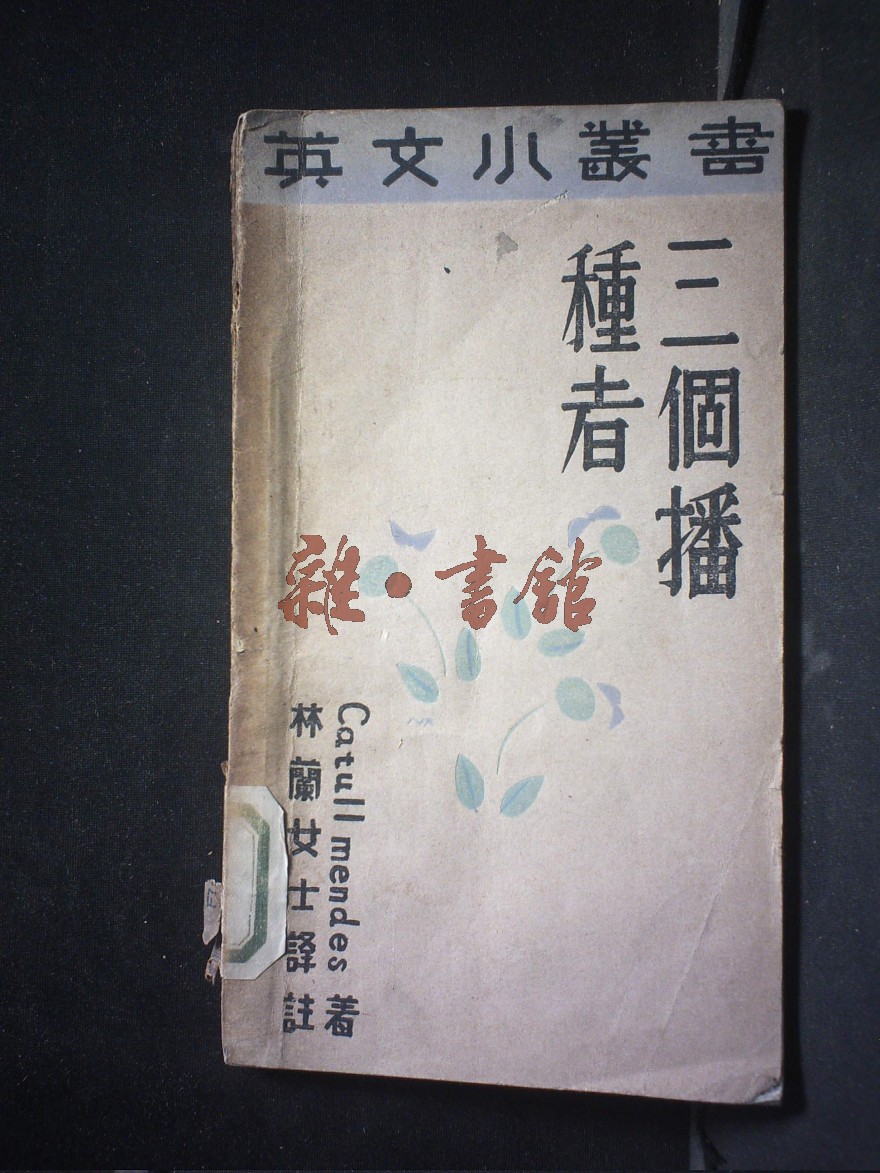 英文小叢書
三個播
種者
Catull mendes 着
林蘭女士譯註
雜·書館